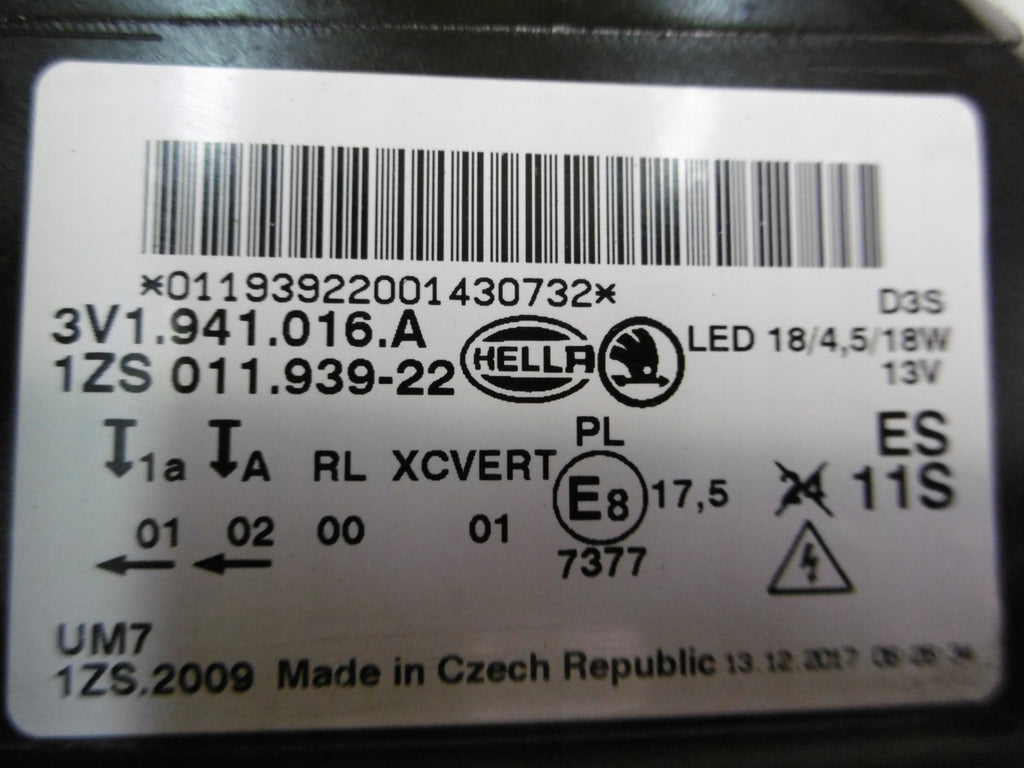 *011939220001430732*
3V1.941.016.A
1ZS 011.939-22
HELLA
D3S
LED 18/4,5/18W
13V
1a A RL XCVERT
01 02 00 01
PL
E8 17,5
7377
24
ES
11S
UM7
1ZS.2009 Made in Czech Republic 13.12.2017